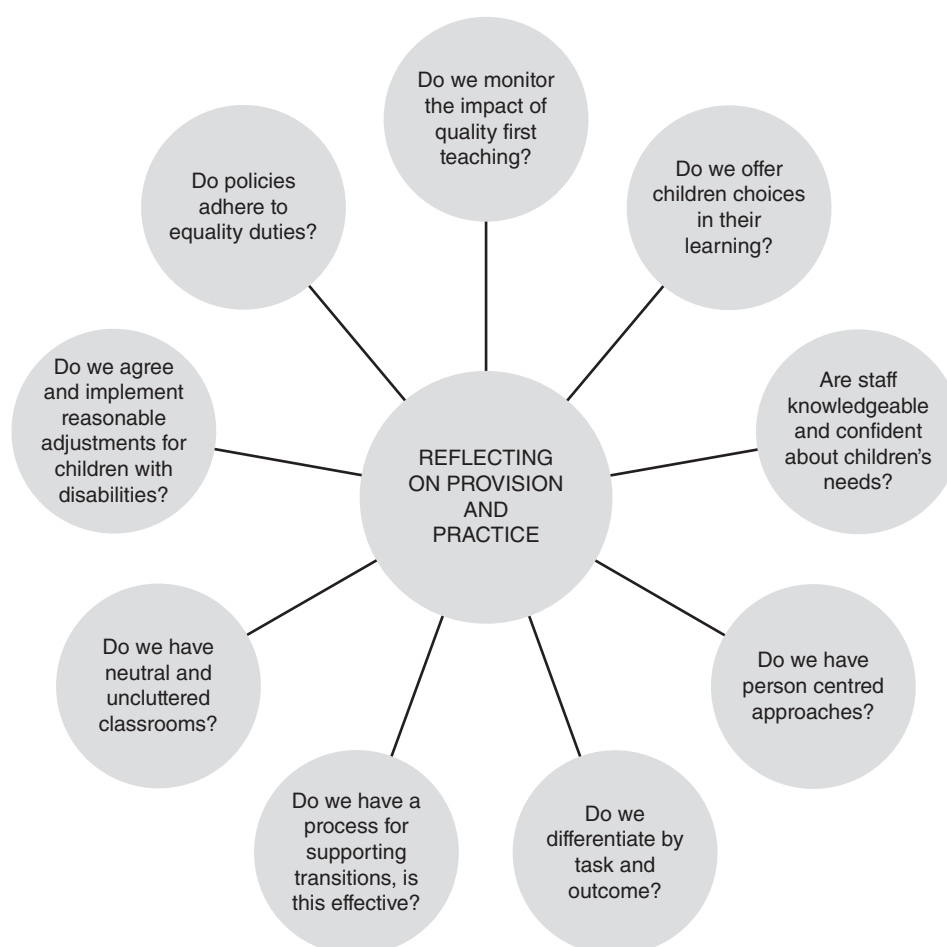 Do we monitor
the impact of
quality first
teaching?
Do we offer
children choices
in their
learning?
Are staff
knowledgeable
and confident
about children’s
needs?
Do we have
person centred
approaches?
Do we
differentiate by
task and
outcome?
Do we have a
process for
supporting
transitions, is
this effective?
Do we have
neutral and
uncluttered
classrooms?
Do we agree
and implement
reasonable
adjustments for
children with
disabilities?
Do policies
adhere to
equality duties?
REFLECTING
ON PROVISION
AND
PRACTICE